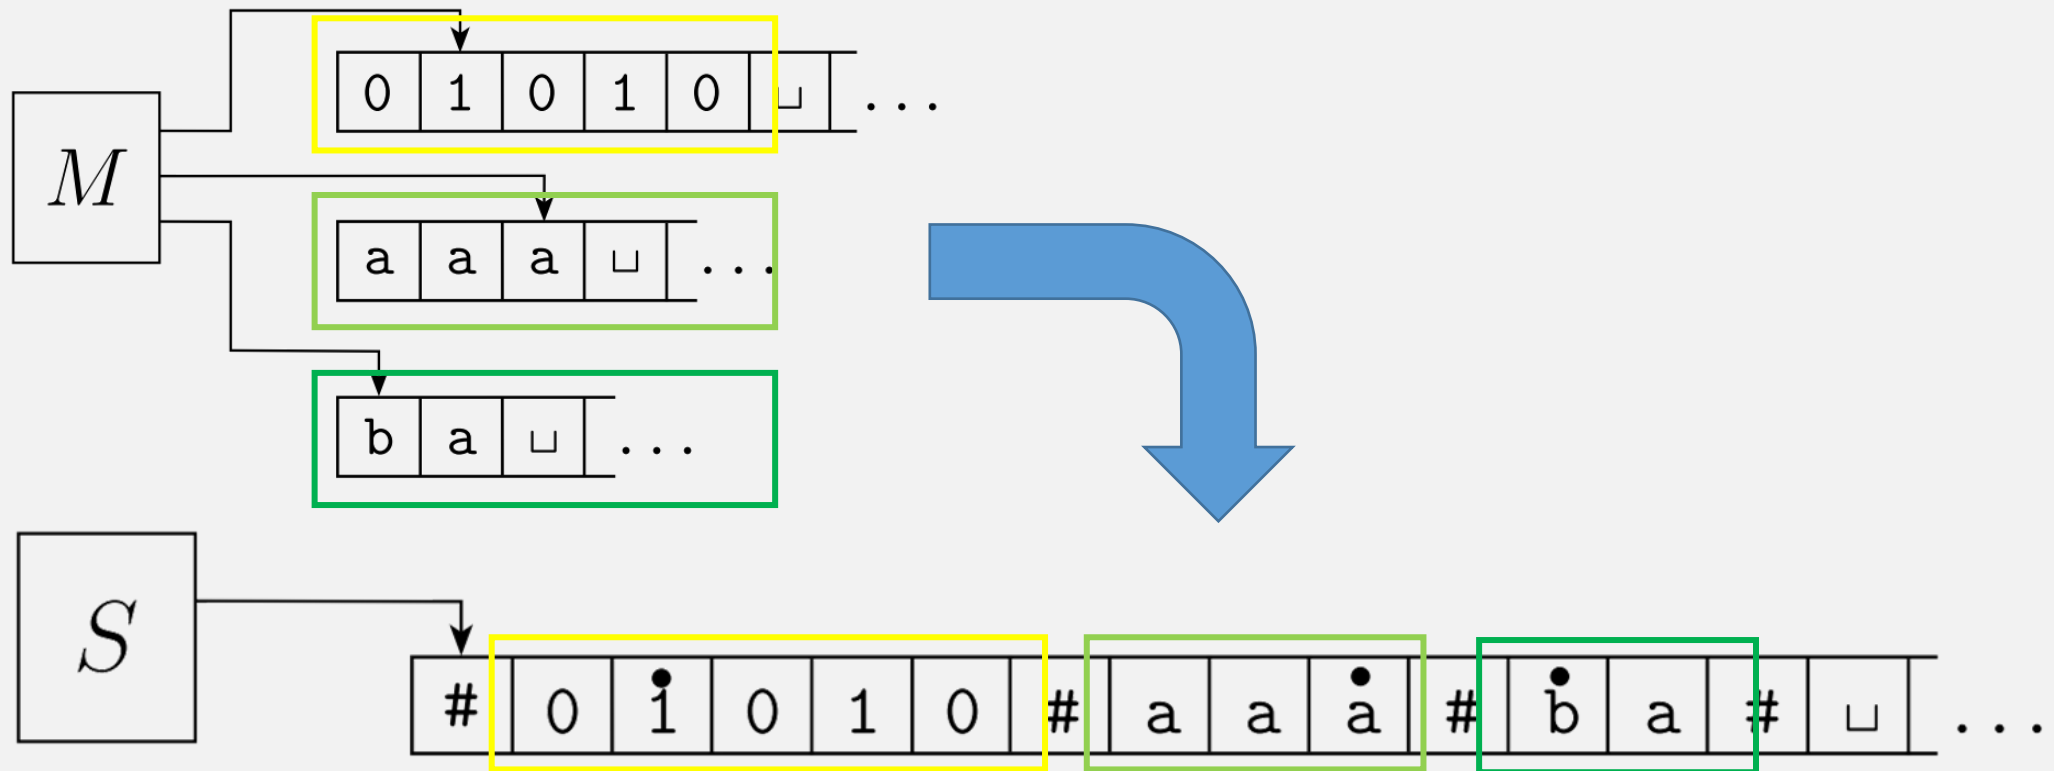 0 1 0 1 0 ␣ ...
M
a a a ␣ ...
b a ␣ ...
S
# 0 1̇ 0 1 0 # a a ȧ # ḃ a # ␣ ...